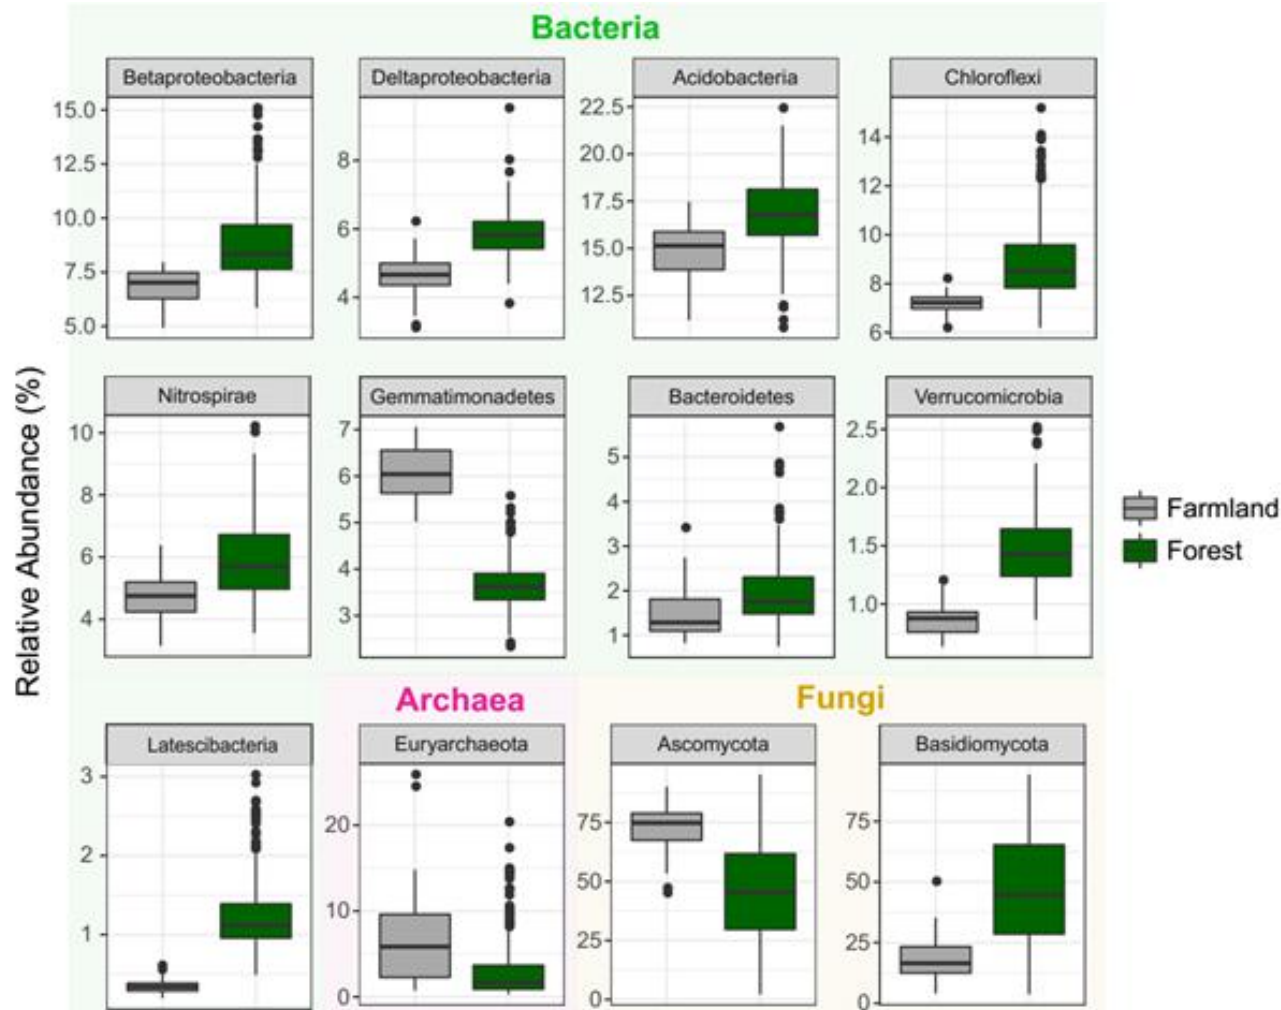 Bacteria
Betaproteobacteria
Deltaproteobacteria
Acidobacteria
Chloroflexi
15.0
12.5
10.0
7.5
5.0
8
6
4
22.5
20.0
17.5
15.0
12.5
14
12
10
8
6
Relative Abundance (%)
Nitrospirae
Gemmatimonadetes
Bacteroidetes
Verrucomicrobia
10
8
6
4
7
6
5
4
3
5
4
3
2
1
2.5
2.0
1.5
1.0
Farmland
Forest
Archaea
Fungi
Latescibacteria
Euryarchaeota
Ascomycota
Basidiomycota
3
2
1
20
10
0
75
50
25
0
75
50
25
0